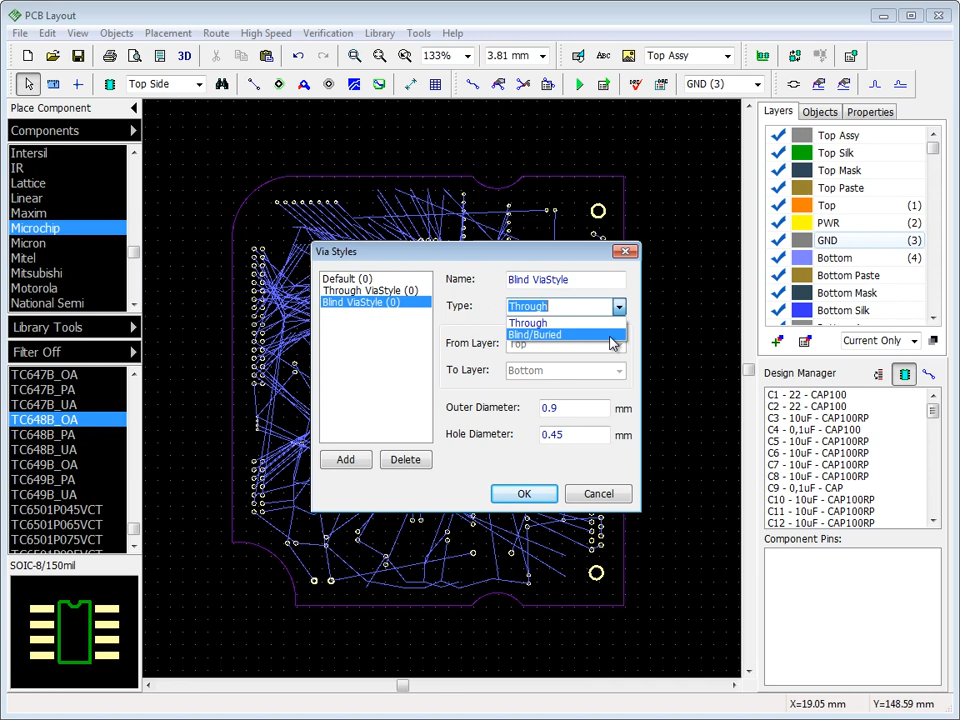 PCB Layout
File Edit View Objects Placement Route High Speed Verification Library Tools Help
3D 133% 3.81 mm ABC Top Assy
Top Side GND (3)
Place Component
Components
Intersil
IR
Lattice
Linear
Maxim
Microchip
Micron
Mitel
Mitsubishi
Motorola
National Semi
Library Tools
Filter Off
TC647B_OA
TC647B_PA
TC647B_UA
TC648B_OA
TC648B_PA
TC648B_UA
TC649B_OA
TC649B_PA
TC649B_UA
TC6501P045VCT
TC6501P065VCT
TC6501P075VCT
TC6501P095VCT
SOIC-8/150mil
Via Styles
Default (0)
Through ViaStyle (0)
Blind ViaStyle (0)
Add Delete
Name: Blind ViaStyle
Type: Through
Through
Blind/Buried
From Layer: Top
To Layer: Bottom
Outer Diameter: 0.9 mm
Hole Diameter: 0.45 mm
OK Cancel
Layers Objects Properties
Top Assy
Top Silk
Top Mask
Top Paste
Top (1)
PWR (2)
GND (3)
Bottom (4)
Bottom Paste
Bottom Mask
Bottom Silk
Current Only
Design Manager
C1 - 22 - CAP100
C2 - 22 - CAP100
C3 - 10uF - CAP100RP
C4 - 0,1uF - CAP100
C5 - 10uF - CAP100RP
C6 - 10uF - CAP100RP
C7 - 10uF - CAP100RP
C8 - 10uF - CAP100RP
C9 - 0,1uF - CAP
C10 - 10uF - CAP100RP
C11 - 10uF - CAP100RP
C12 - 10uF - CAP100RP
Component Pins:
X=19.05 mm Y=148.59 mm